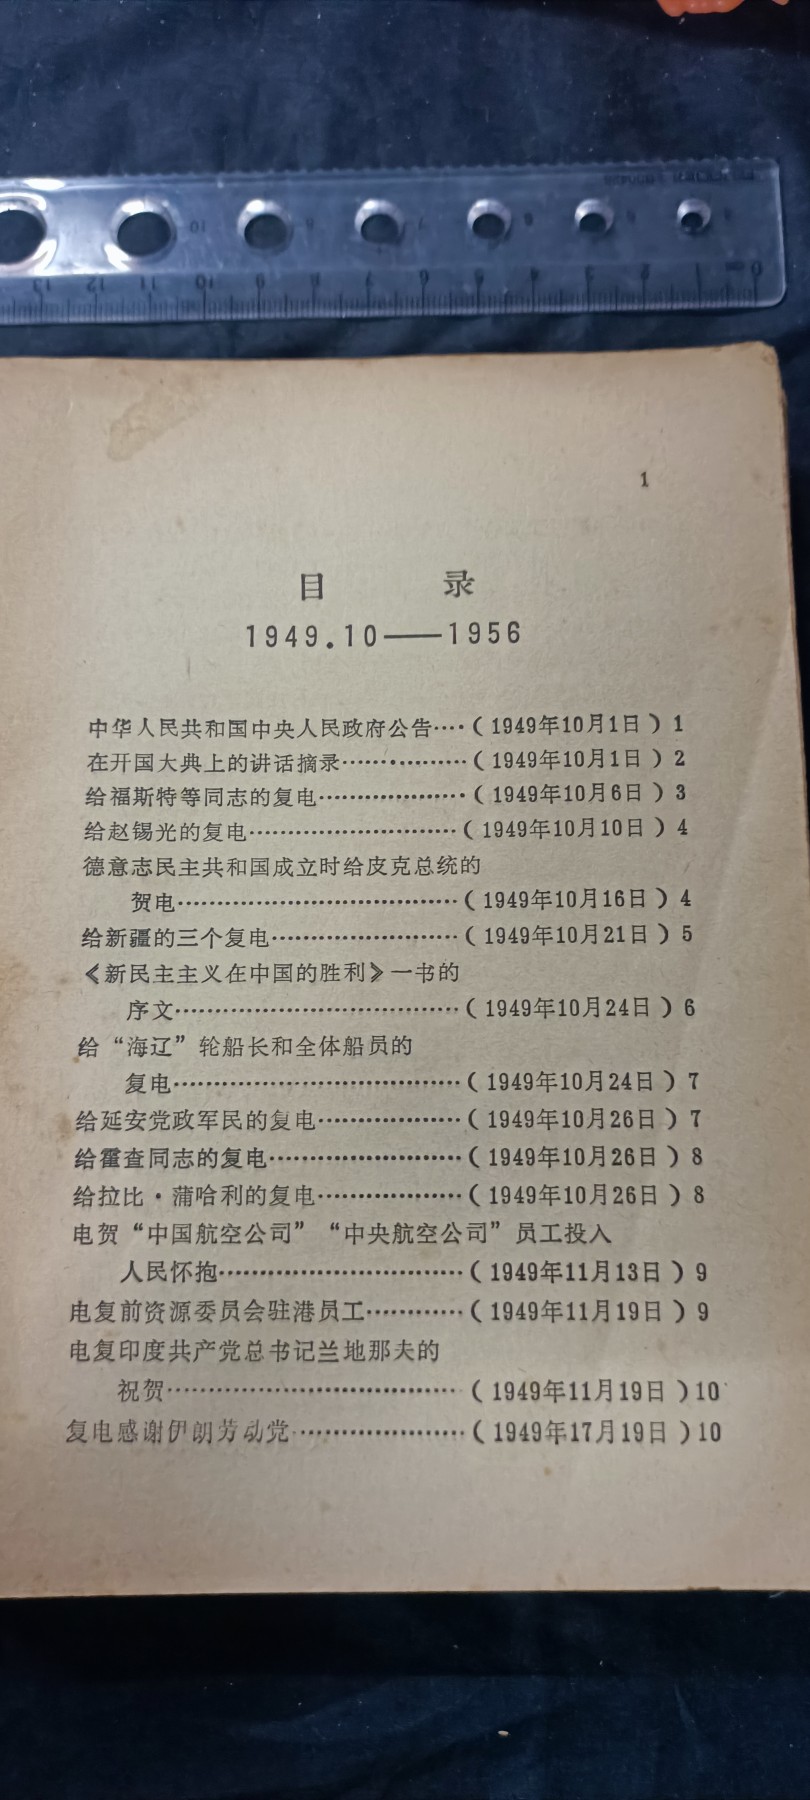 1
目 录
1949.10——1956
中华人民共和国中央人民政府公告····(1949年10月1日)1
在开国大典上的讲话摘录················(1949年10月1日)2
给福斯特等同志的复电···················(1949年10月6日)3
给赵锡光的复电··························(1949年10月10日)4
德意志民主共和国成立时给皮克总统的
贺电····································(1949年10月16日)4
给新疆的三个复电························(1949年10月21日)5
《新民主主义在中国的胜利》一书的
序文····································(1949年10月24日)6
给“海辽”轮船长和全体船员的
复电····································(1949年10月24日)7
给延安党政军民的复电··················(1949年10月26日)7
给霍查同志的复电························(1949年10月26日)8
给拉比·蒲哈利的复电··················(1949年10月26日)8
电贺“中国航空公司”“中央航空公司”员工投入
人民怀抱·······························(1949年11月13日)9
电复前资源委员会驻港员工············(1949年11月19日)9
电复印度共产党总书记兰地那夫的
祝贺·····································(1949年11月19日)10
复电感谢伊朗劳动党·····················(1949年17月19日)10